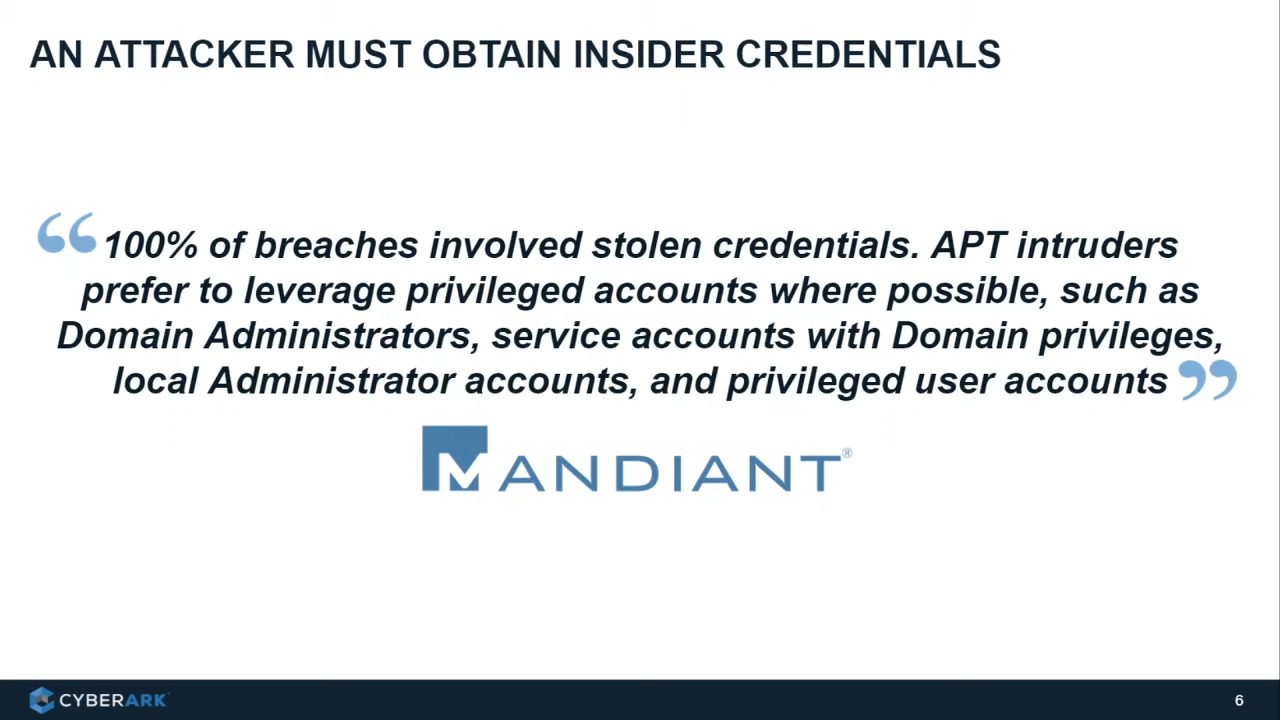 AN ATTACKER MUST OBTAIN INSIDER CREDENTIALS
“100% of breaches involved stolen credentials. APT intruders
prefer to leverage privileged accounts where possible, such as
Domain Administrators, service accounts with Domain privileges,
local Administrator accounts, and privileged user accounts”
MANDIANT®
CYBERARK
6